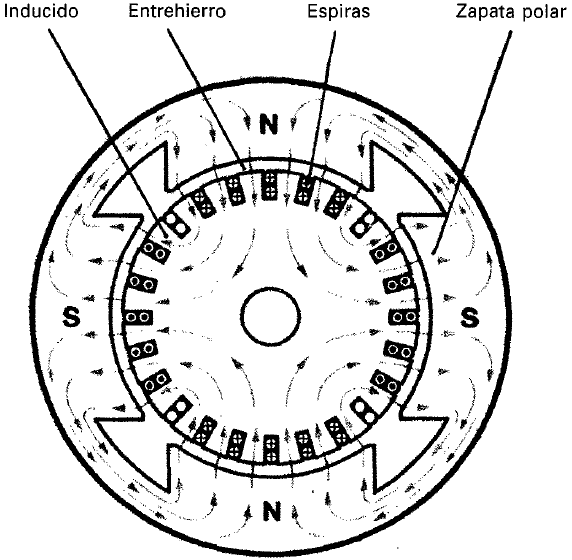 Inducido Entrehierro Espiras Zapata polar
N
S S
N